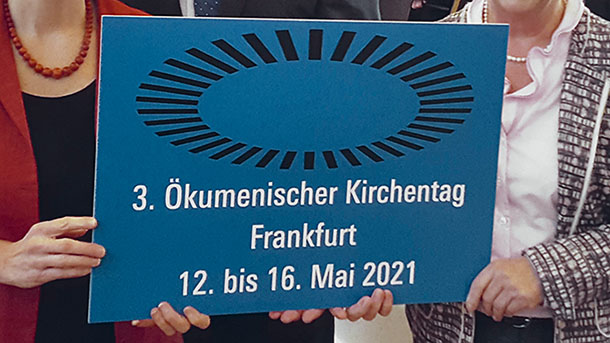 3. Ökumenischer Kirchentag
Frankfurt
12. bis 16. Mai 2021